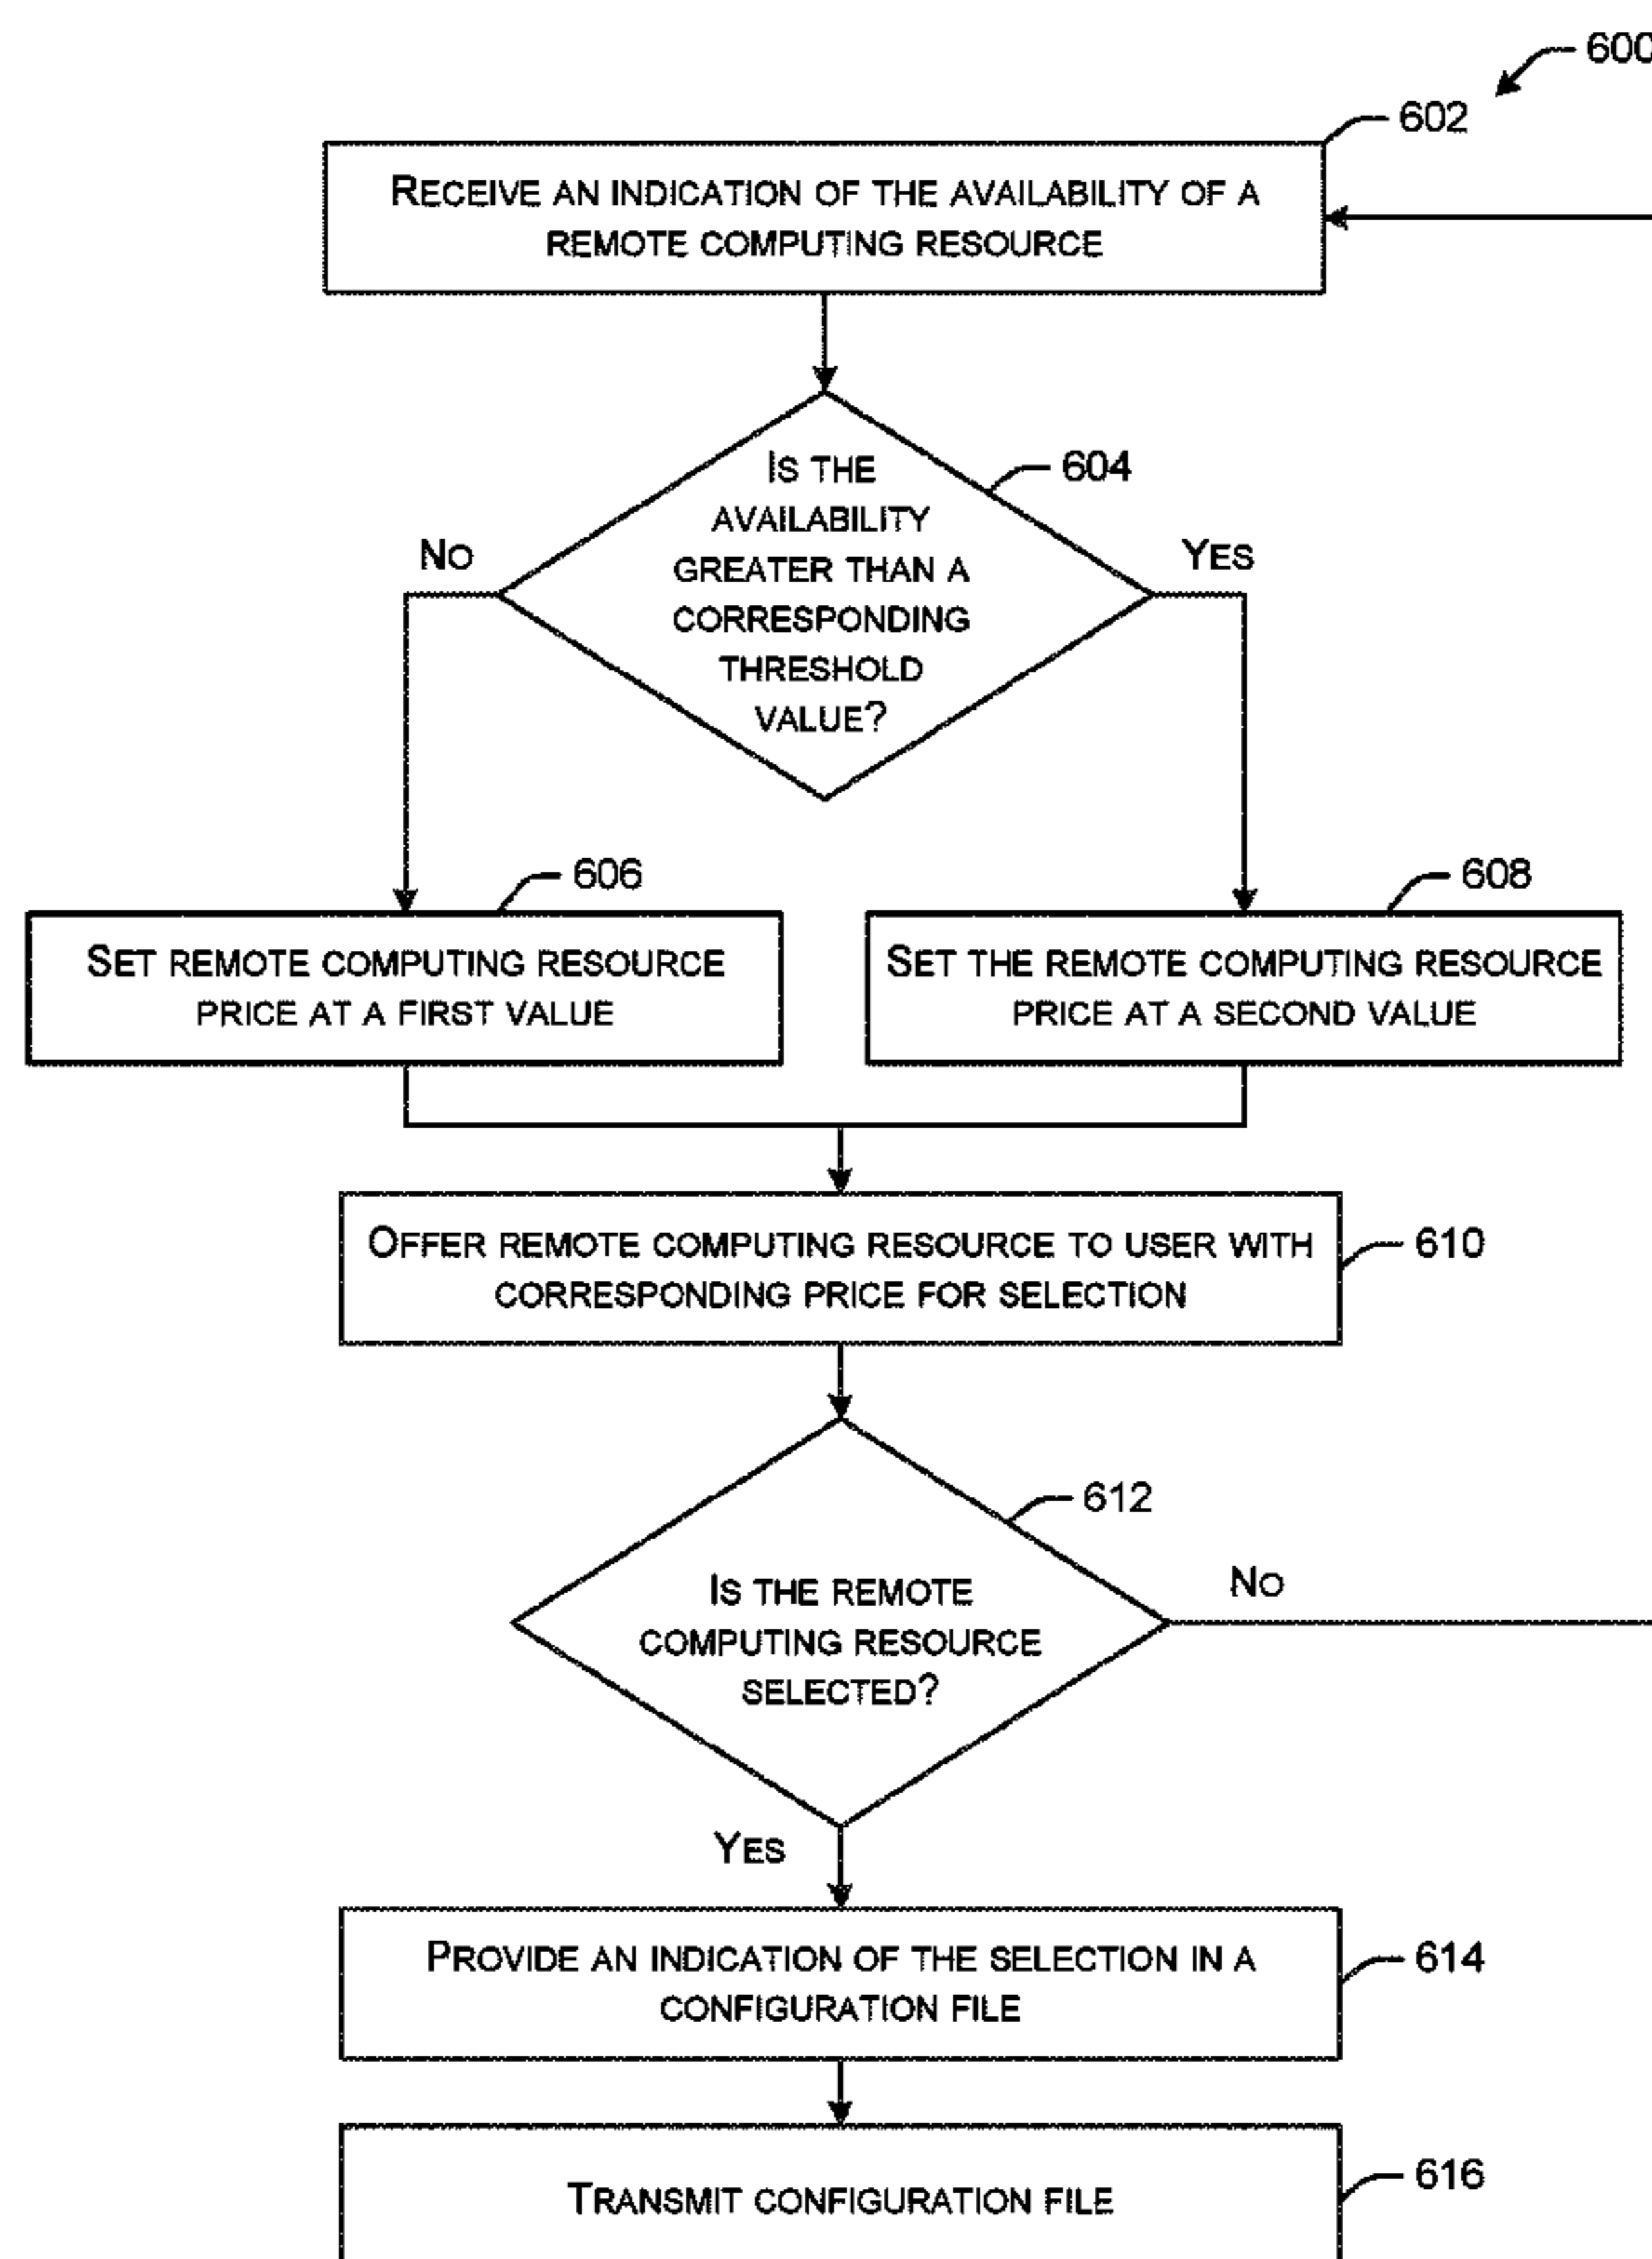 600
602
RECEIVE AN INDICATION OF THE AVAILABILITY OF A
REMOTE COMPUTING RESOURCE
604
IS THE
AVAILABILITY
GREATER THAN A
CORRESPONDING
THRESHOLD
VALUE?
NO
YES
606
608
SET REMOTE COMPUTING RESOURCE
PRICE AT A FIRST VALUE
SET THE REMOTE COMPUTING RESOURCE
PRICE AT A SECOND VALUE
OFFER REMOTE COMPUTING RESOURCE TO USER WITH
CORRESPONDING PRICE FOR SELECTION
610
612
IS THE REMOTE
COMPUTING RESOURCE
SELECTED?
NO
YES
PROVIDE AN INDICATION OF THE SELECTION IN A
CONFIGURATION FILE
614
TRANSMIT CONFIGURATION FILE
616